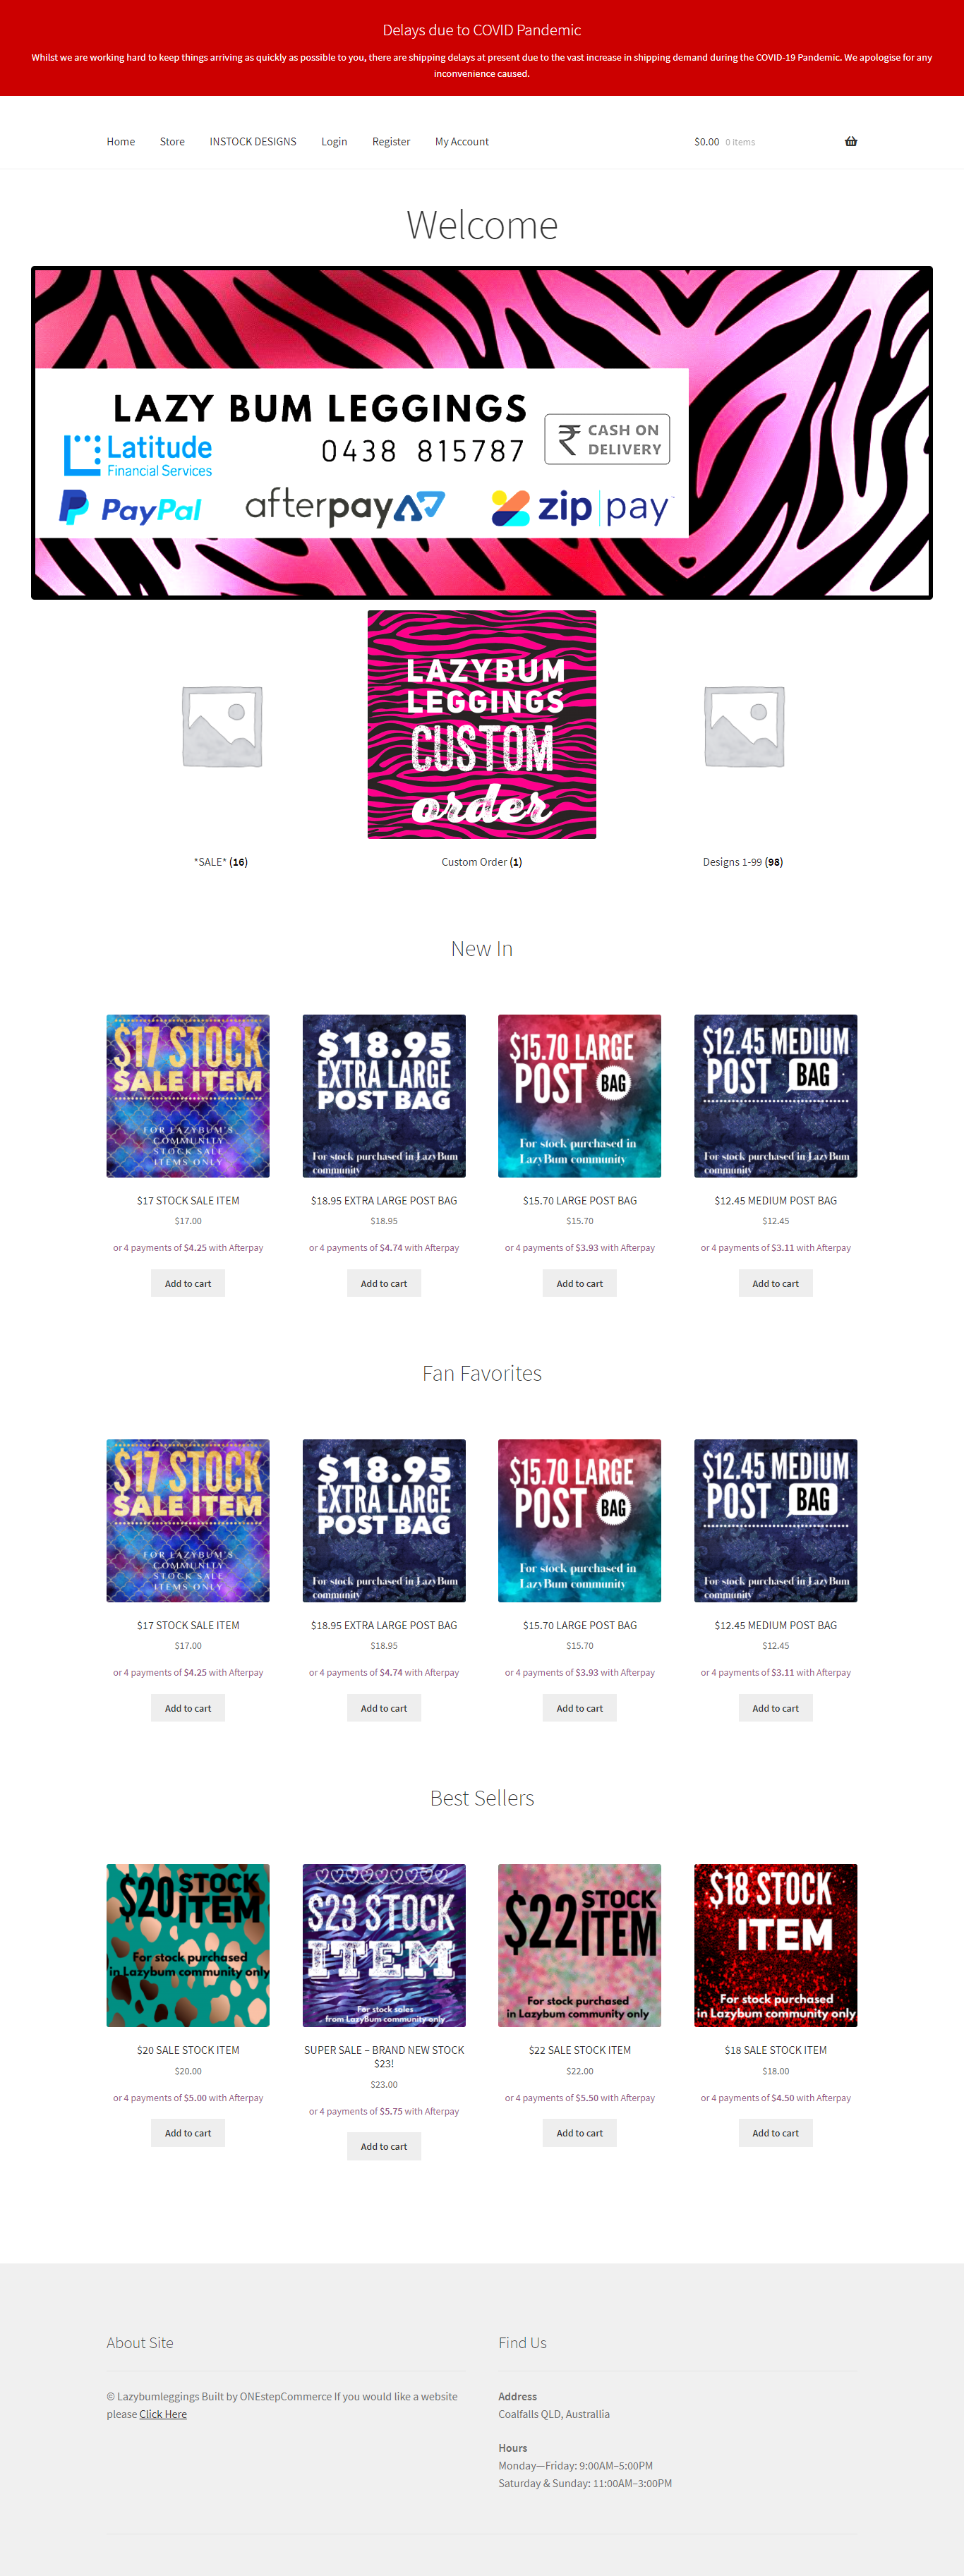 Delays due to COVID Pandemic
Whilst we are working hard to keep things arriving as quickly as possible to you, there are shipping delays at present due to the vast increase in shipping demand during the COVID-19 Pandemic. We apologise for any
inconvenience caused.
Home Store INSTOCK DESIGNS Login Register My Account $0.00 0 items
Welcome
LAZY BUM LEGGINGS
Latitude
Financial Services
0438 815787
₹ CASH ON
DELIVERY
PayPal afterpay zip pay
LAZYBUM
LEGGINGS
CUSTOM
order
*SALE* (16) Custom Order (1) Designs 1-99 (98)
New In
$17 STOCK
SALE ITEM
FOR LAZYBUM'S
COMMUNITY
STOCK SALE
ITEMS ONLY
$18.95
EXTRA LARGE
POST BAG
For stock purchased in LazyBum
community
$15.70 LARGE
POST BAG
For stock purchased in
LazyBum community
$12.45 MEDIUM
POST BAG
For stock purchased in LazyBum
community
$17 STOCK SALE ITEM $18.95 EXTRA LARGE POST BAG $15.70 LARGE POST BAG $12.45 MEDIUM POST BAG
$17.00 $18.95 $15.70 $12.45
or 4 payments of $4.25 with Afterpay or 4 payments of $4.74 with Afterpay or 4 payments of $3.93 with Afterpay or 4 payments of $3.11 with Afterpay
Add to cart Add to cart Add to cart Add to cart
Fan Favorites
$17 STOCK
SALE ITEM
FOR LAZYBUM'S
COMMUNITY
STOCK SALE
ITEMS ONLY
$18.95
EXTRA LARGE
POST BAG
For stock purchased in LazyBum
community
$15.70 LARGE
POST BAG
For stock purchased in
LazyBum community
$12.45 MEDIUM
POST BAG
For stock purchased in LazyBum
community
$17 STOCK SALE ITEM $18.95 EXTRA LARGE POST BAG $15.70 LARGE POST BAG $12.45 MEDIUM POST BAG
$17.00 $18.95 $15.70 $12.45
or 4 payments of $4.25 with Afterpay or 4 payments of $4.74 with Afterpay or 4 payments of $3.93 with Afterpay or 4 payments of $3.11 with Afterpay
Add to cart Add to cart Add to cart Add to cart
Best Sellers
$20 STOCK
ITEM
For stock purchased
in Lazybum community only
$23 STOCK
ITEM
For stock sales
from LazyBum community only
$22 STOCK
ITEM
For stock purchased
in Lazybum community only
$18 STOCK
ITEM
For stock purchased
in Lazybum community only
$20 SALE STOCK ITEM
$20.00
or 4 payments of $5.00 with Afterpay
Add to cart
SUPER SALE – BRAND NEW STOCK
$23!
$23.00
or 4 payments of $5.75 with Afterpay
Add to cart
$22 SALE STOCK ITEM
$22.00
or 4 payments of $5.50 with Afterpay
Add to cart
$18 SALE STOCK ITEM
$18.00
or 4 payments of $4.50 with Afterpay
Add to cart
About Site
© Lazybumleggings Built by ONEstepCommerce If you would like a website
please Click Here
Find Us
Address
Coalfalls QLD, Australlia
Hours
Monday—Friday: 9:00AM–5:00PM
Saturday & Sunday: 11:00AM–3:00PM